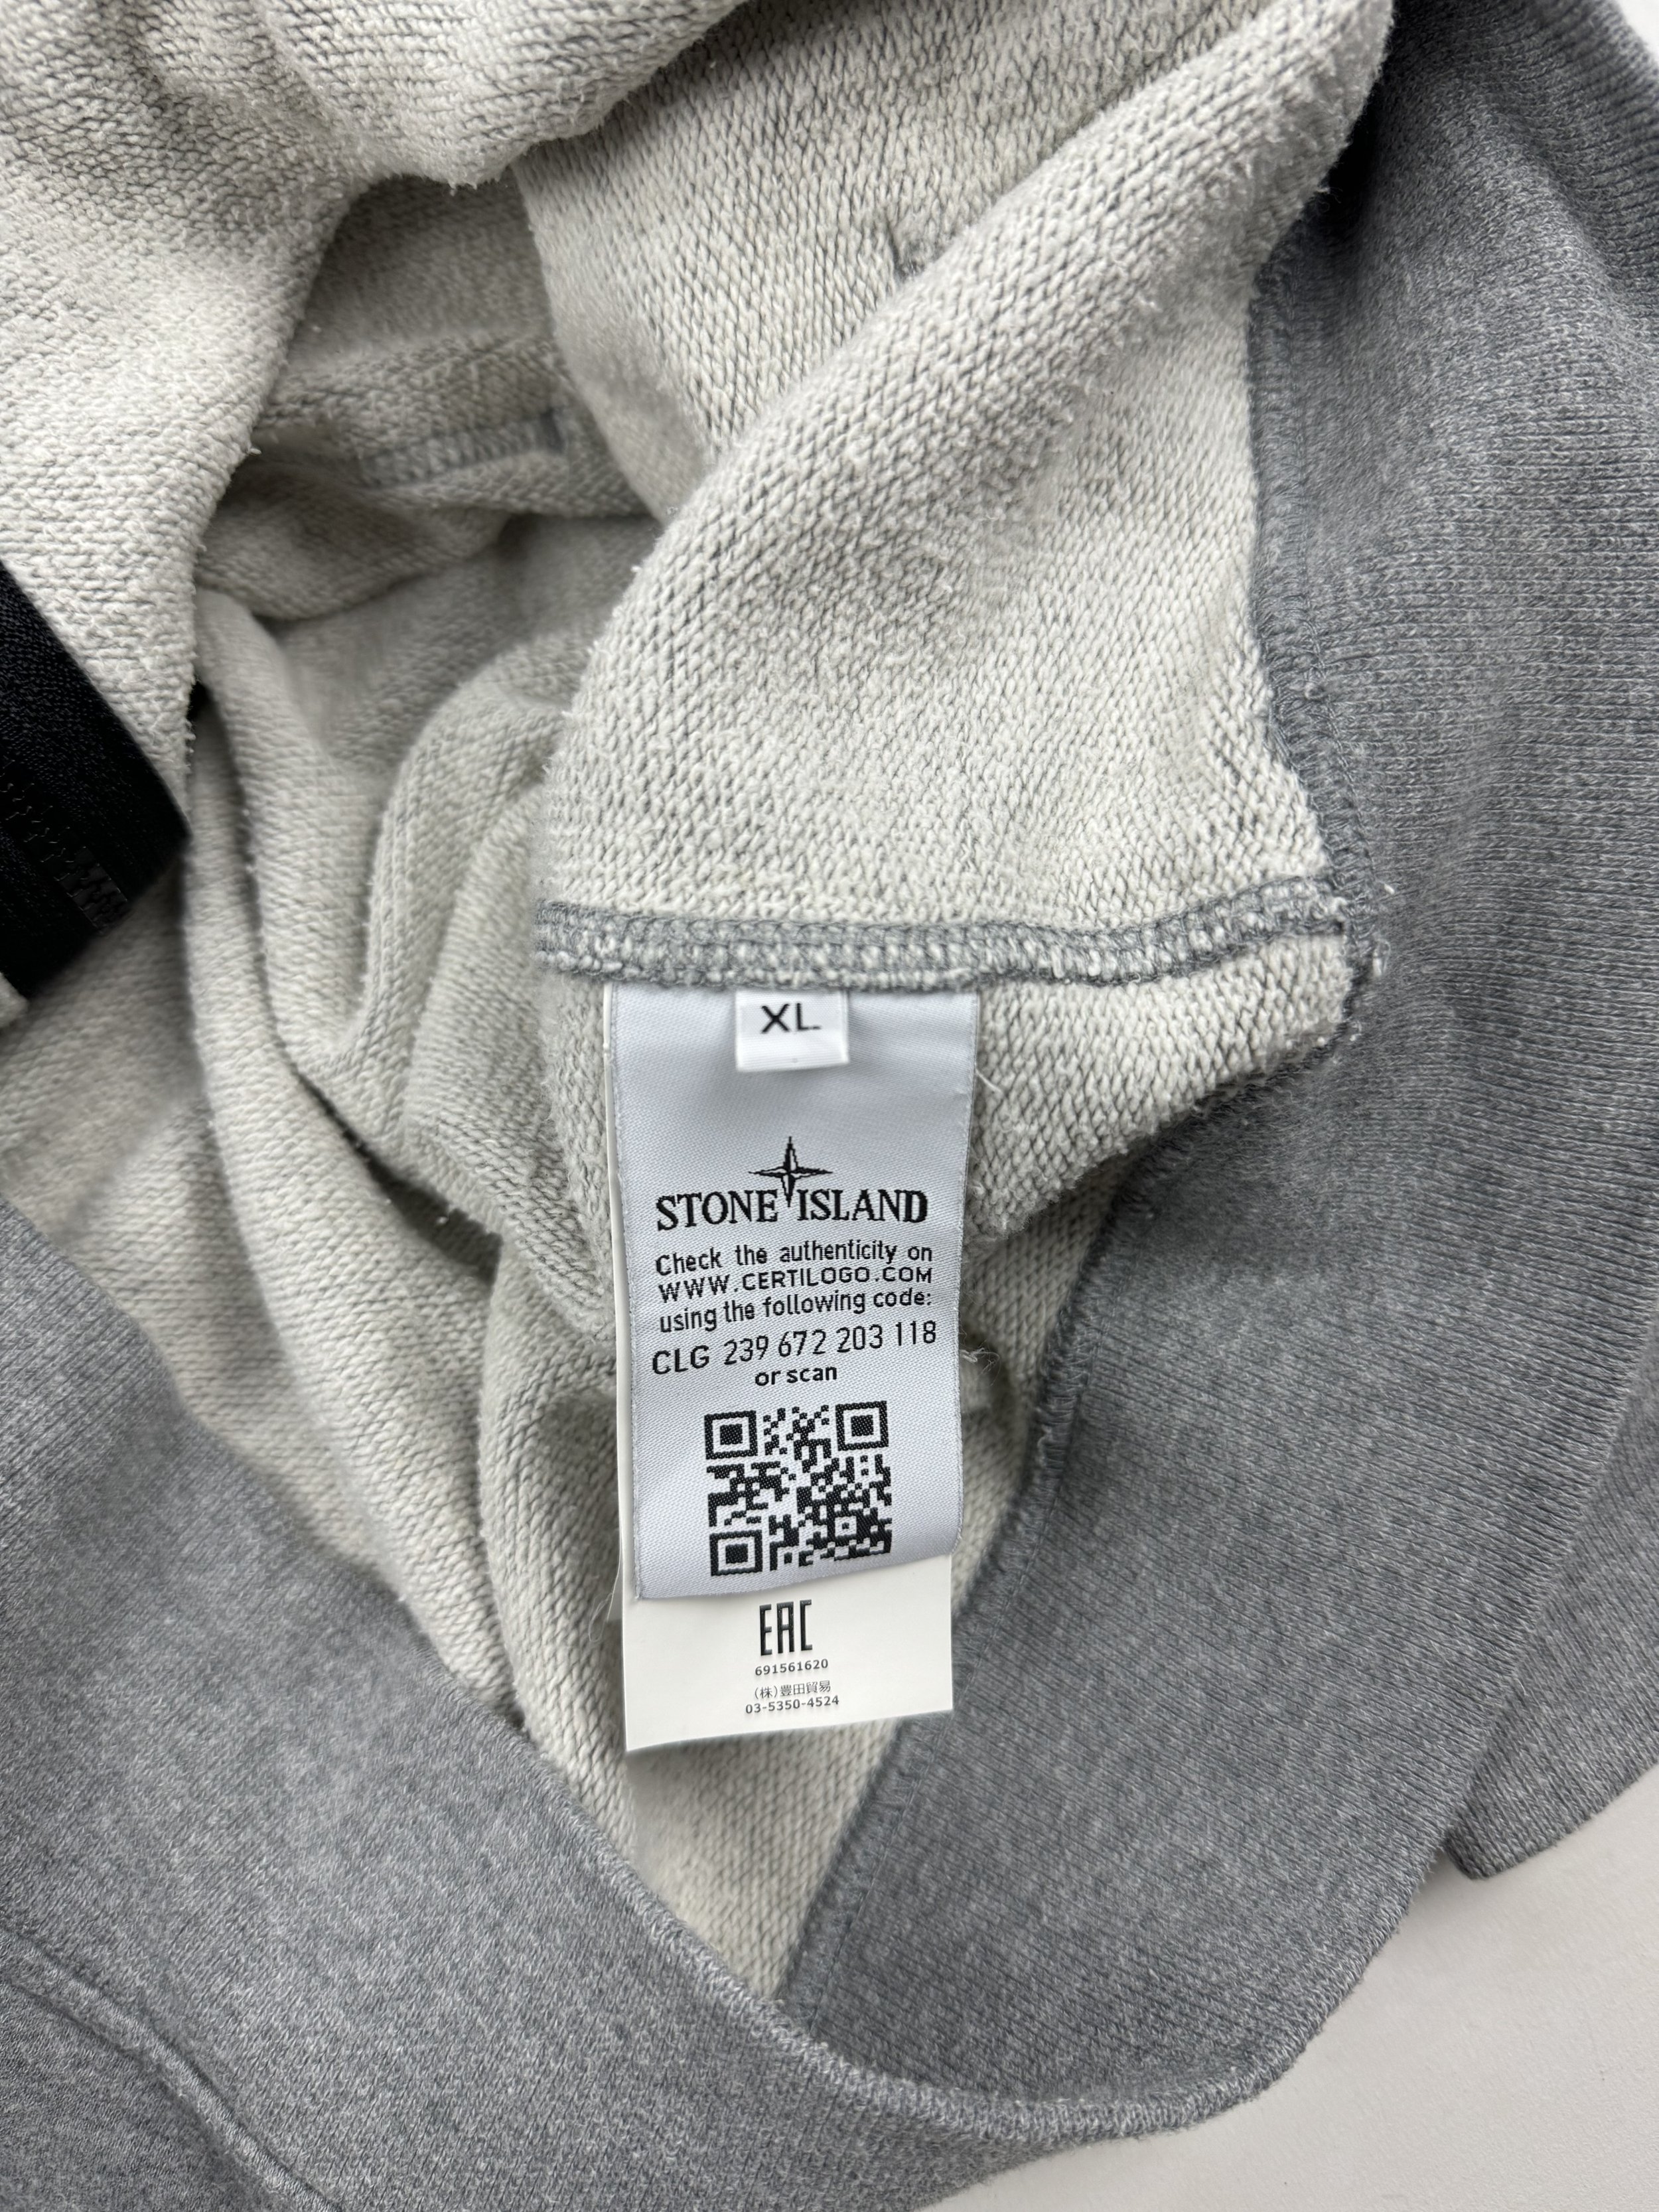 XL
STONE ISLAND
Check the authenticity on
WWW.CERTILOGO.COM
using the following code:
CLG 239 672 203 118
or scan
EAC
691561620
(株)豊田貿易
03-5350-4524